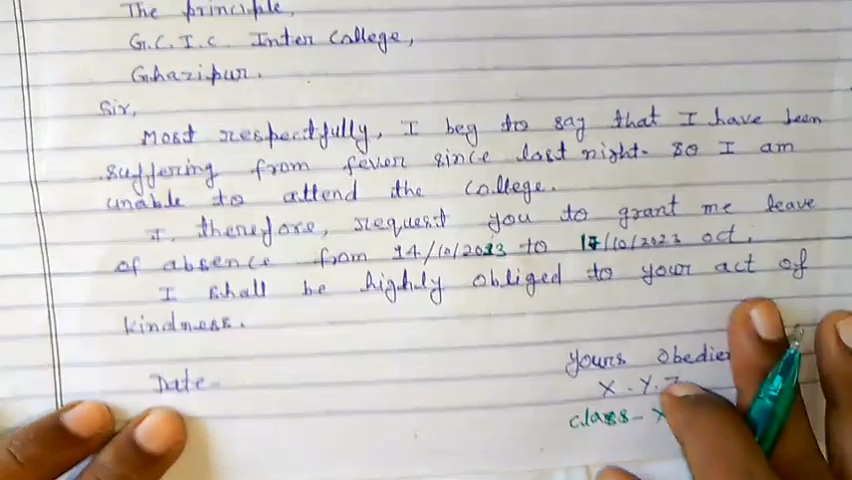 The principle,
G.C.I.C. Inter College,
Ghazipur.
Sir,
Most respectfully, I beg to say that I have been
suffering from fever since last night. so I am
unable to attend the college.
I, therefore, request you to grant me leave
of absence from 14/10/2023 to 17/10/2023 oct.
I shall be highly obliged to your act of
kindness.
Yours Obedien
Date-
X.Y.Z
class- X